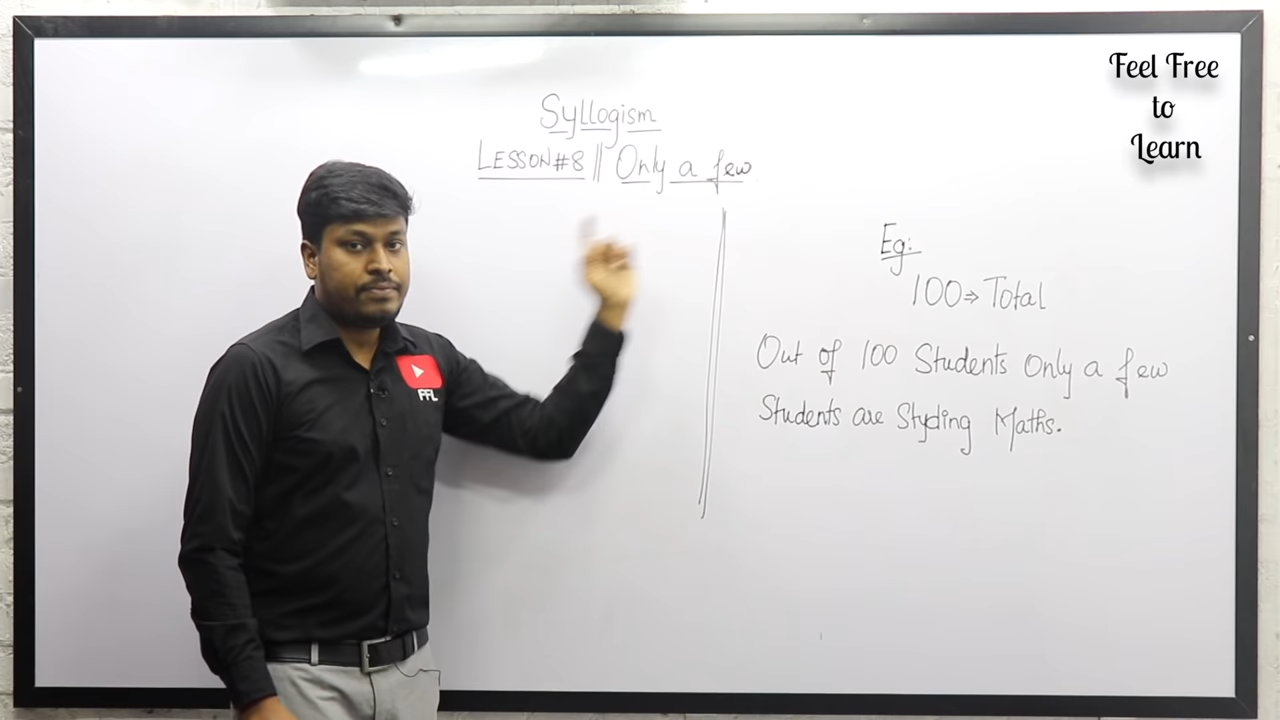 Feel Free
to
Learn
Syllogism
LESSON#8 || Only a few
Eg:
100⇒Total
Out of 100 Students Only a few
Students are Styding Maths.
FFL